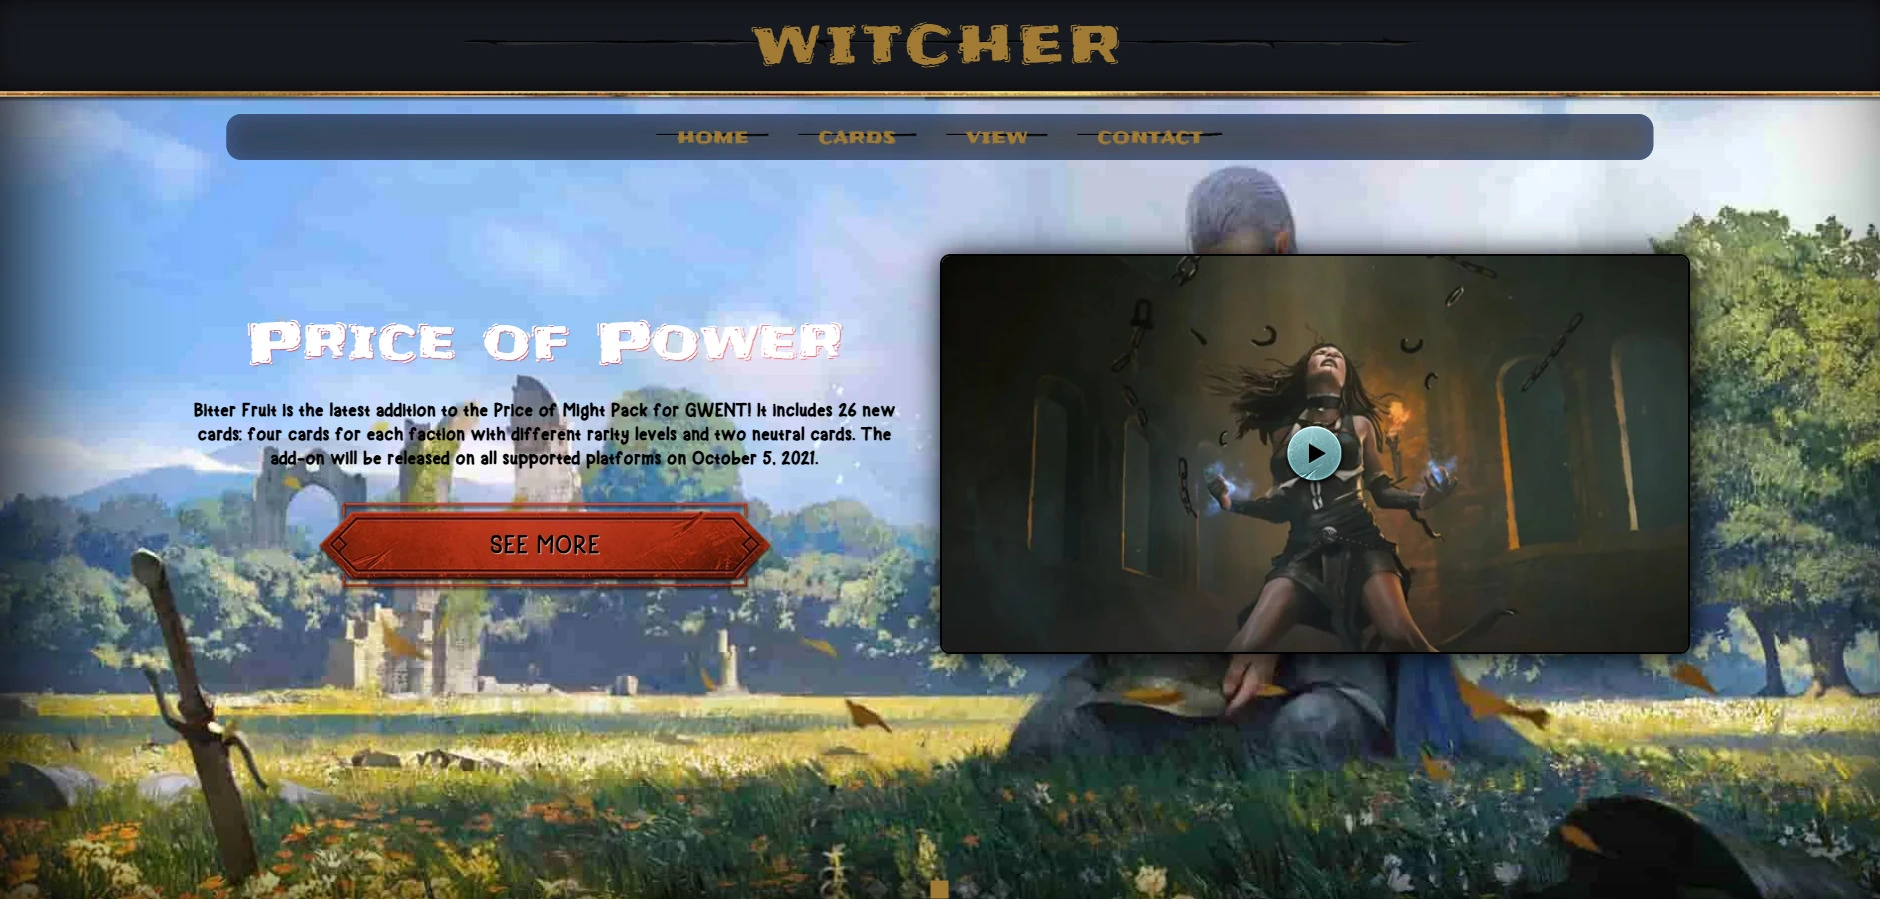 WITCHER
HOME CARDS VIEW CONTACT
PRICE OF POWER
Bitter Fruit is the latest addition to the Price of Might Pack for GWENT! It includes 26 new
cards: four cards for each faction with different rarity levels and two neutral cards. The
add-on will be released on all supported platforms on October 5, 2021.
SEE MORE